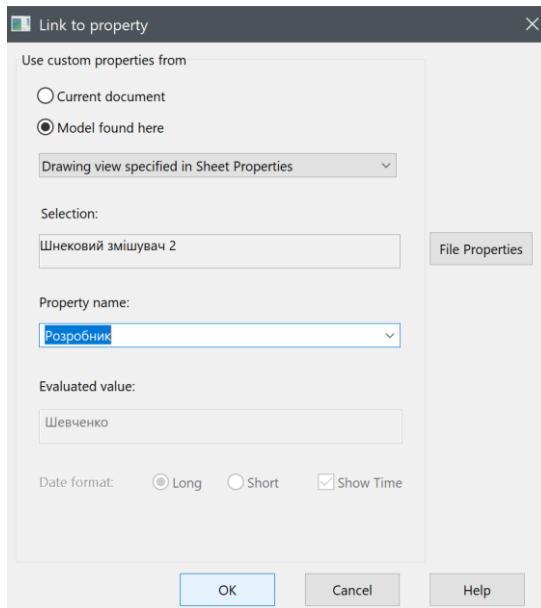 Link to property
Use custom properties from
Current document
Model found here
Drawing view specified in Sheet Properties
Selection:
Шнековий змішувач 2
File Properties
Property name:
Розробник
Evaluated value:
Шевченко
Date format:
Long
Short
Show Time
OK
Cancel
Help